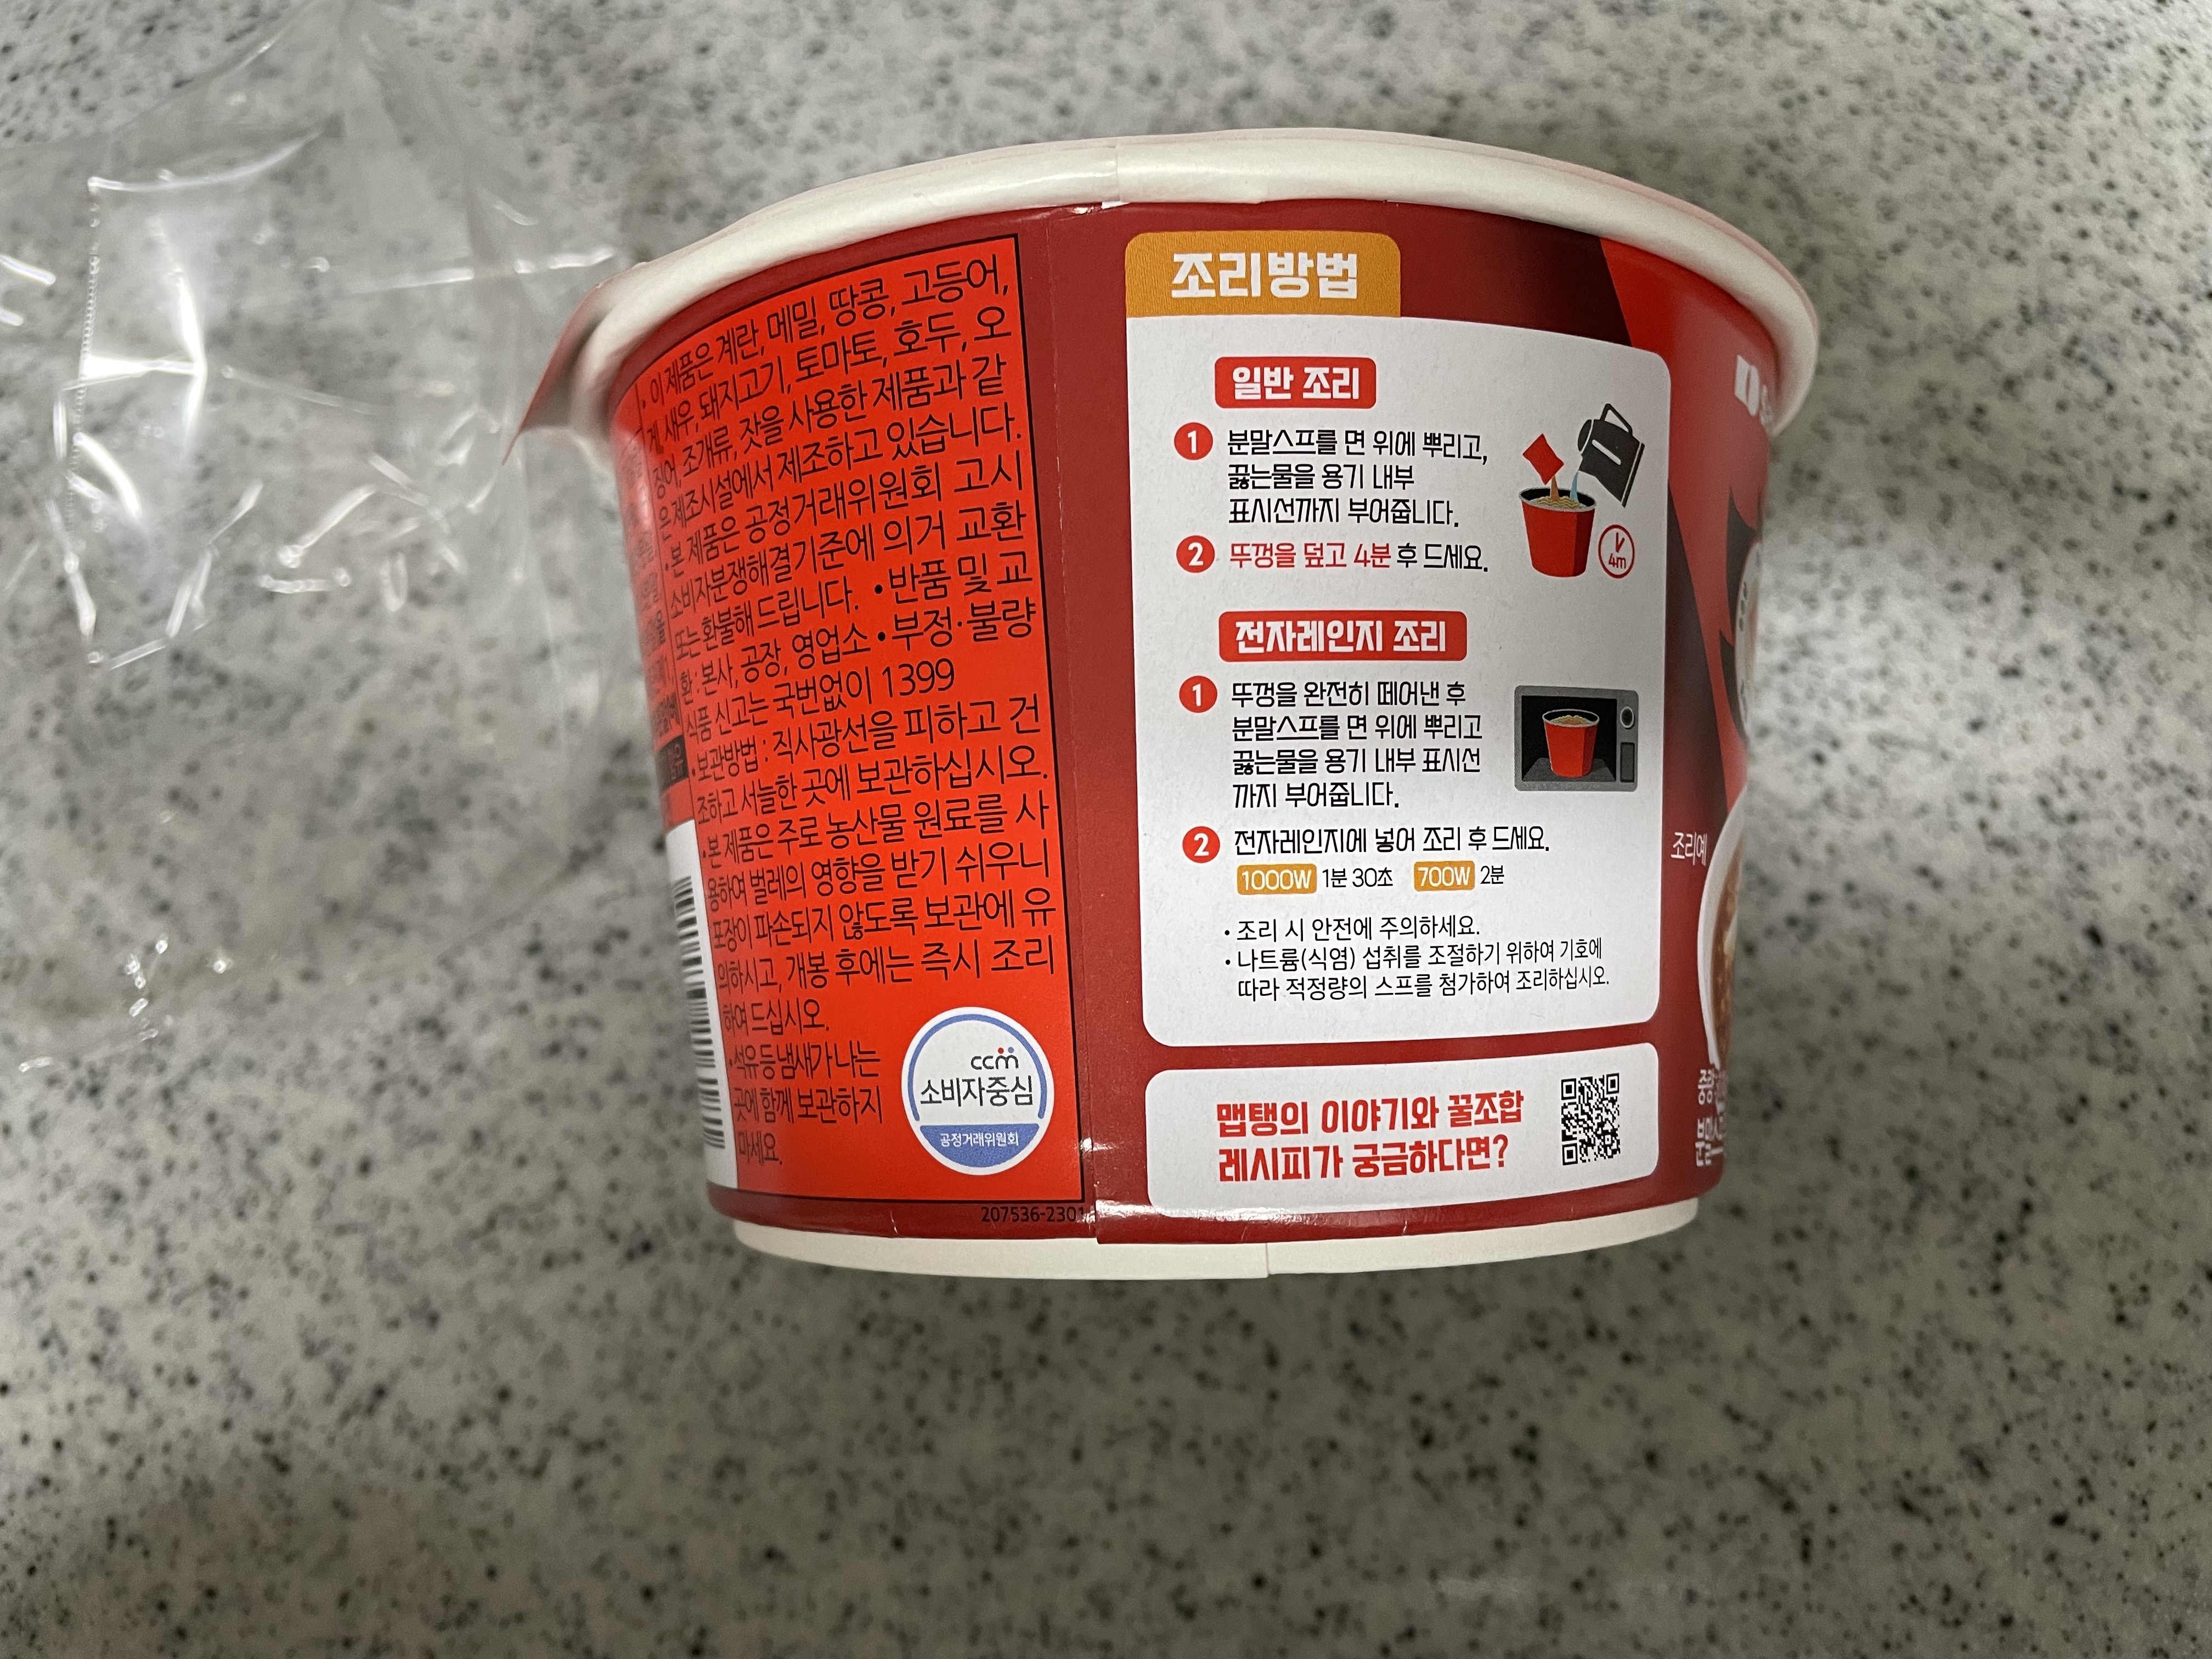 • 이 제품은 계란, 메밀, 땅콩, 고등어,
게, 새우, 돼지고기, 토마토, 호두, 오
징어, 조개류, 잣을 사용한 제품과 같
은 제조시설에서 제조하고 있습니다.
• 본 제품은 공정거래위원회 고시
소비자분쟁해결기준에 의거 교환
또는 환불해 드립니다. • 반품 및 교
환 : 본사, 공장, 영업소 • 부정·불량
식품 신고는 국번없이 1399
• 보관방법 : 직사광선을 피하고 건
조하고 서늘한 곳에 보관하십시오.
• 본 제품은 주로 농산물 원료를 사
용하여 벌레의 영향을 받기 쉬우니
포장이 파손되지 않도록 보관에 유
의하시고, 개봉 후에는 즉시 조리
하여 드십시오.
• 석유 등 냄새가 나는
곳에 함께 보관하지
마세요.
ccm
소비자중심
공정거래위원회
207536-2301
조리방법
일반 조리
1 분말스프를 면 위에 뿌리고,
끓는물을 용기 내부
표시선까지 부어줍니다.
2 뚜껑을 덮고 4분 후 드세요.
4m
전자레인지 조리
1 뚜껑을 완전히 떼어낸 후
분말스프를 면 위에 뿌리고
끓는물을 용기 내부 표시선
까지 부어줍니다.
2 전자레인지에 넣어 조리 후 드세요.
1000W 1분 30초 700W 2분
• 조리 시 안전에 주의하세요.
• 나트륨(식염) 섭취를 조절하기 위하여 기호에
따라 적정량의 스프를 첨가하여 조리하십시오.
맵탱의 이야기와 꿀조합
레시피가 궁금하다면?
조리예